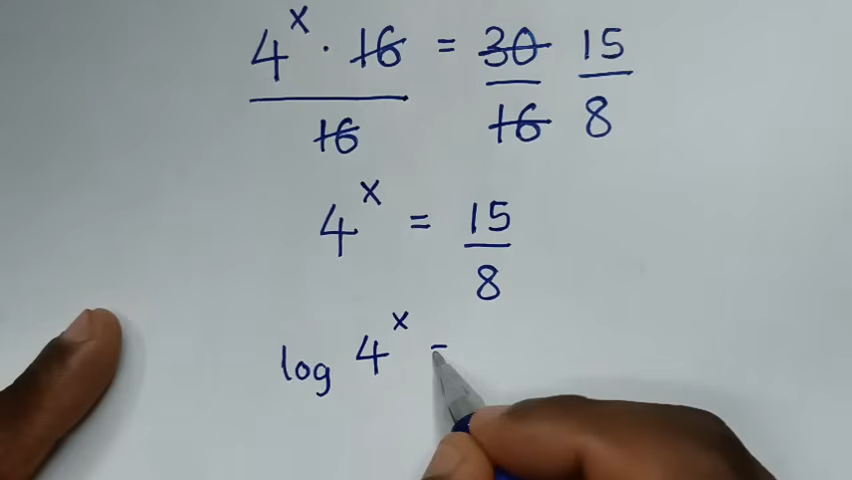 4^x · 16 = 30 15
16 16 8
4^x = 15
8
log 4^x =